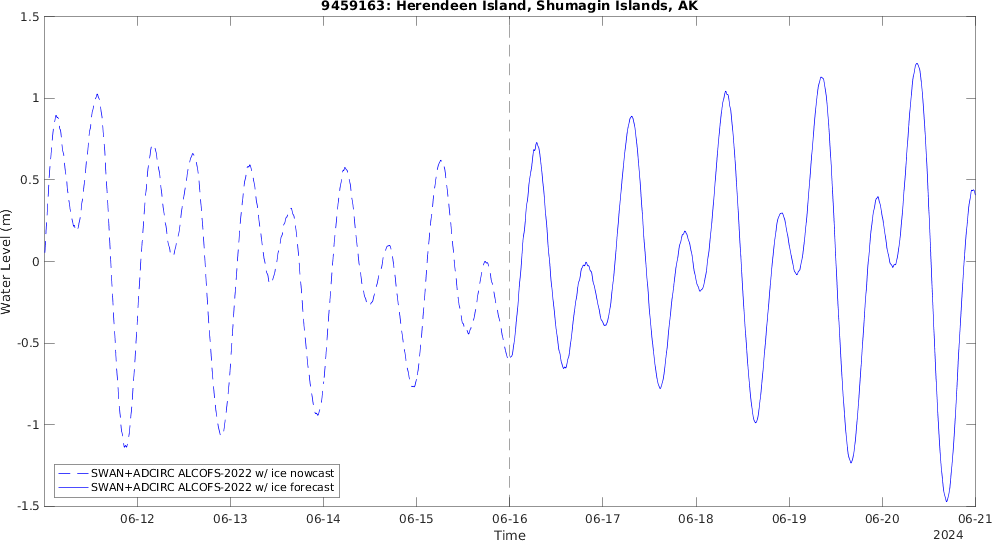 9459163: Herendeen Island, Shumagin Islands, AK
Water Level (m)
1.5
1
0.5
0
-0.5
-1
-1.5
SWAN+ADCIRC ALCOFS-2022 w/ ice nowcast
SWAN+ADCIRC ALCOFS-2022 w/ ice forecast
06-12 06-13 06-14 06-15 06-16 06-17 06-18 06-19 06-20 06-21
Time
2024